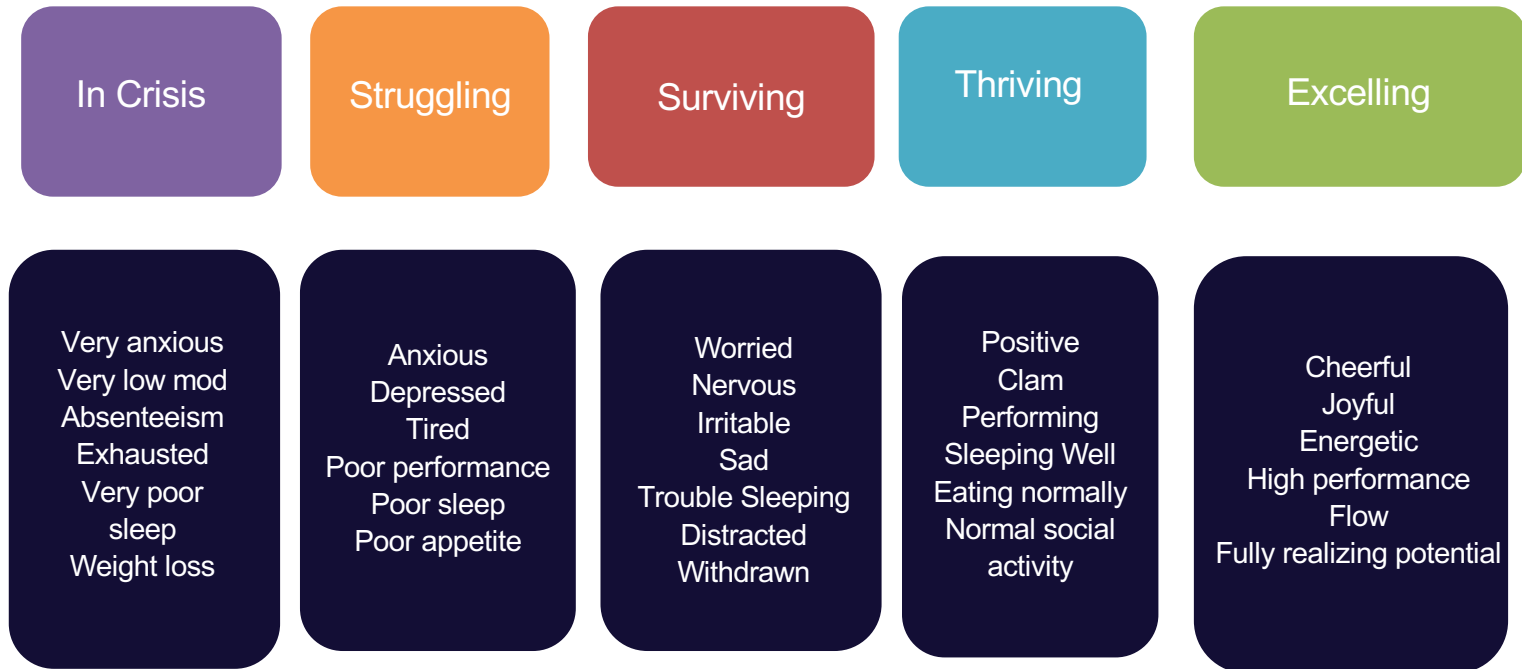 In Crisis
Struggling
Surviving
Thriving
Excelling
Very anxious
Very low mod
Absenteeism
Exhausted
Very poor
sleep
Weight loss
Anxious
Depressed
Tired
Poor performance
Poor sleep
Poor appetite
Worried
Nervous
Irritable
Sad
Trouble Sleeping
Distracted
Withdrawn
Positive
Clam
Performing
Sleeping Well
Eating normally
Normal social
activity
Cheerful
Joyful
Energetic
High performance
Flow
Fully realizing potential